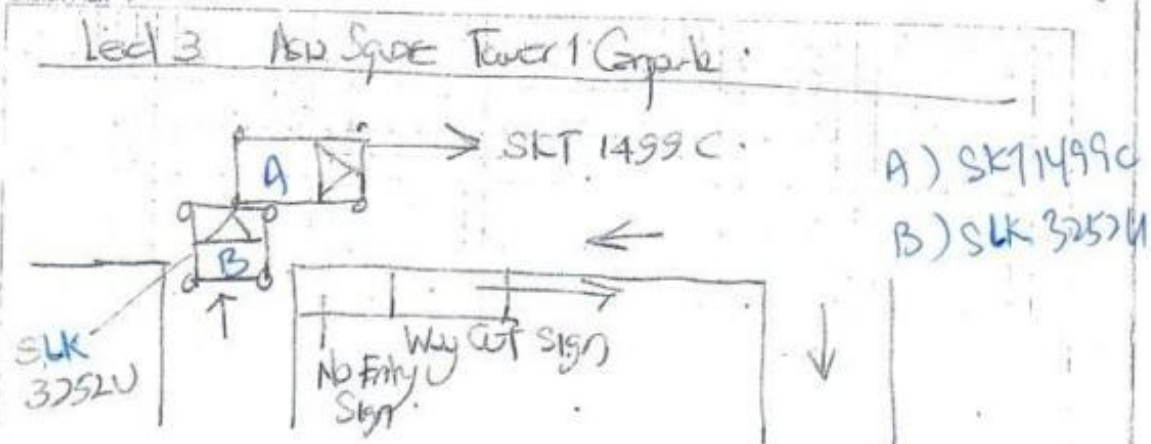 Level 3 Asia Square Tower 1 Carpark.
SKT 1499 C.
A
A) SKT1499C
B) SLK 3252U
B
SLK
3252U
Way Out Sign
No Entry
Sign.